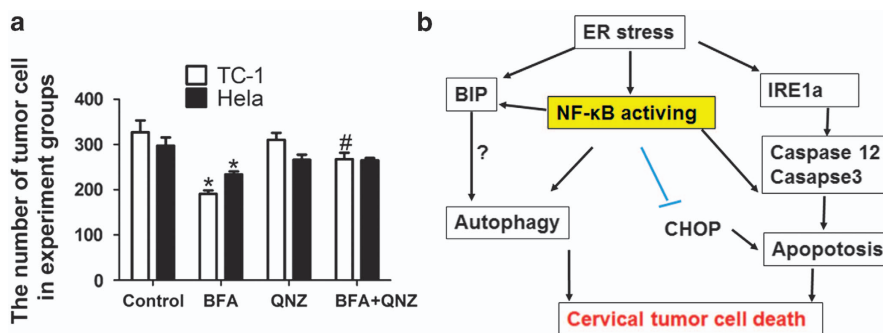 a
The number of tumor cell
in experiment groups
TC-1
Hela
400
300
200
100
0
*
*
#
Control
BFA
QNZ
BFA+QNZ
b
ER stress
BIP
NF-κB activing
IRE1a
?
Caspase 12
Casapse3
Autophagy
CHOP
Apopotosis
Cervical tumor cell death